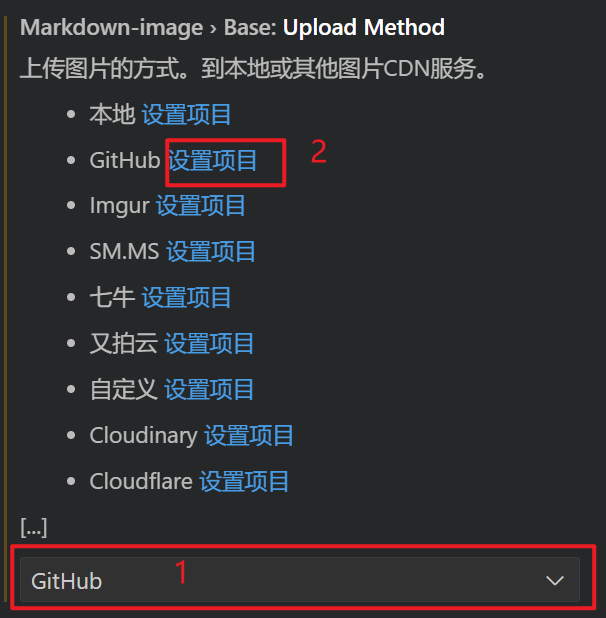 Markdown-image › Base: Upload Method
上传图片的方式。到本地或其他图片CDN服务。
• 本地 设置项目
• GitHub 设置项目 2
• Imgur 设置项目
• SM.MS 设置项目
• 七牛 设置项目
• 又拍云 设置项目
• 自定义 设置项目
• Cloudinary 设置项目
• Cloudflare 设置项目
[...]
GitHub 1